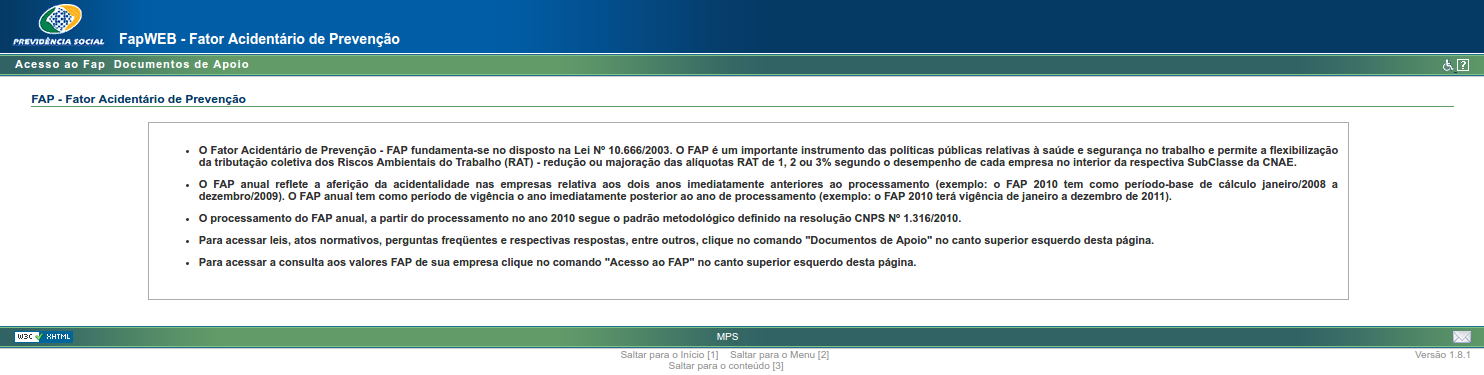 PREVIDÊNCIA SOCIAL
FapWEB - Fator Acidentário de Prevenção
Acesso ao Fap Documentos de Apoio
?
FAP - Fator Acidentário de Prevenção
• O Fator Acidentário de Prevenção - FAP fundamenta-se no disposto na Lei Nº 10.666/2003. O FAP é um importante instrumento das políticas públicas relativas à saúde e segurança no trabalho e permite a flexibilização
da tributação coletiva dos Riscos Ambientais do Trabalho (RAT) - redução ou majoração das alíquotas RAT de 1, 2 ou 3% segundo o desempenho de cada empresa no interior da respectiva SubClasse da CNAE.
• O FAP anual reflete a aferição da acidentalidade nas empresas relativa aos dois anos imediatamente anteriores ao processamento (exemplo: o FAP 2010 tem como período-base de cálculo janeiro/2008 a
dezembro/2009). O FAP anual tem como período de vigência o ano imediatamente posterior ao ano de processamento (exemplo: o FAP 2010 terá vigência de janeiro a dezembro de 2011).
• O processamento do FAP anual, a partir do processamento no ano 2010 segue o padrão metodológico definido na resolução CNPS Nº 1.316/2010.
• Para acessar leis, atos normativos, perguntas freqüentes e respectivas respostas, entre outros, clique no comando "Documentos de Apoio" no canto superior esquerdo desta página.
• Para acessar a consulta aos valores FAP de sua empresa clique no comando "Acesso ao FAP" no canto superior esquerdo desta página.
W3C XHTML
MPS
Saltar para o Início [1] Saltar para o Menu [2]
Saltar para o conteúdo [3]
Versão 1.8.1